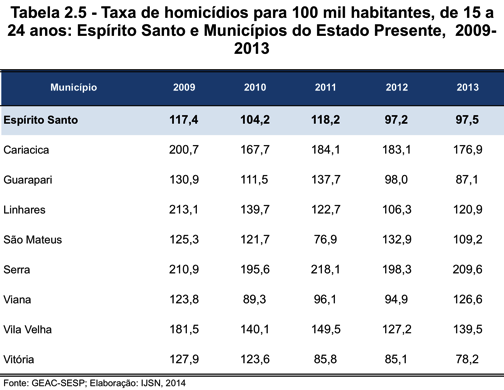 Tabela 2.5 - Taxa de homicídios para 100 mil habitantes, de 15 a
24 anos: Espírito Santo e Municípios do Estado Presente, 2009-
2013
Município 2009 2010 2011 2012 2013
Espírito Santo 117,4 104,2 118,2 97,2 97,5
Cariacica 200,7 167,7 184,1 183,1 176,9
Guarapari 130,9 111,5 137,7 98,0 87,1
Linhares 213,1 139,7 122,7 106,3 120,9
São Mateus 125,3 121,7 76,9 132,9 109,2
Serra 210,9 195,6 218,1 198,3 209,6
Viana 123,8 89,3 96,1 94,9 126,6
Vila Velha 181,5 140,1 149,5 127,2 139,5
Vitória 127,9 123,6 85,8 85,1 78,2
Fonte: GEAC-SESP; Elaboração: IJSN, 2014